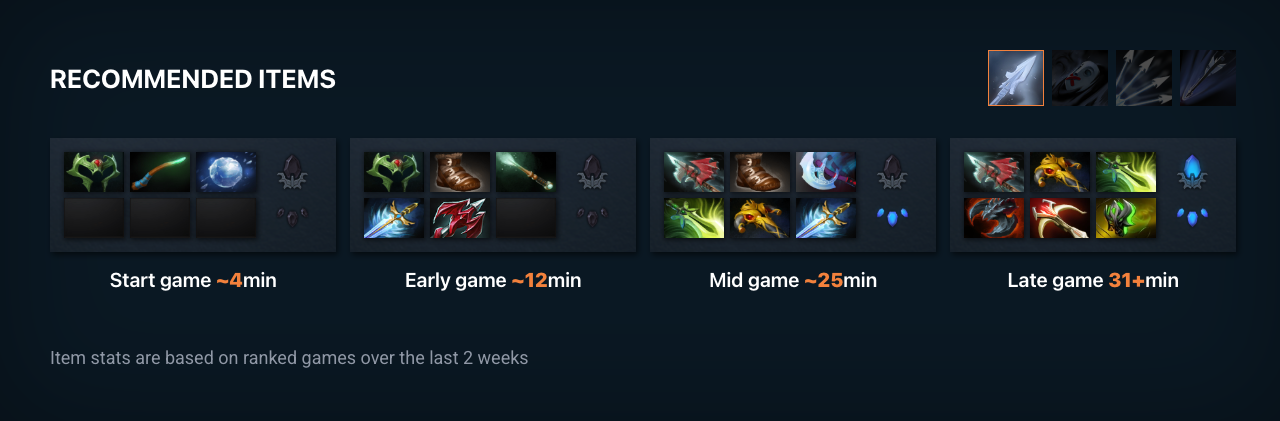 RECOMMENDED ITEMS
Start game ~4min
Early game ~12min
Mid game ~25min
Late game 31+min
Item stats are based on ranked games over the last 2 weeks